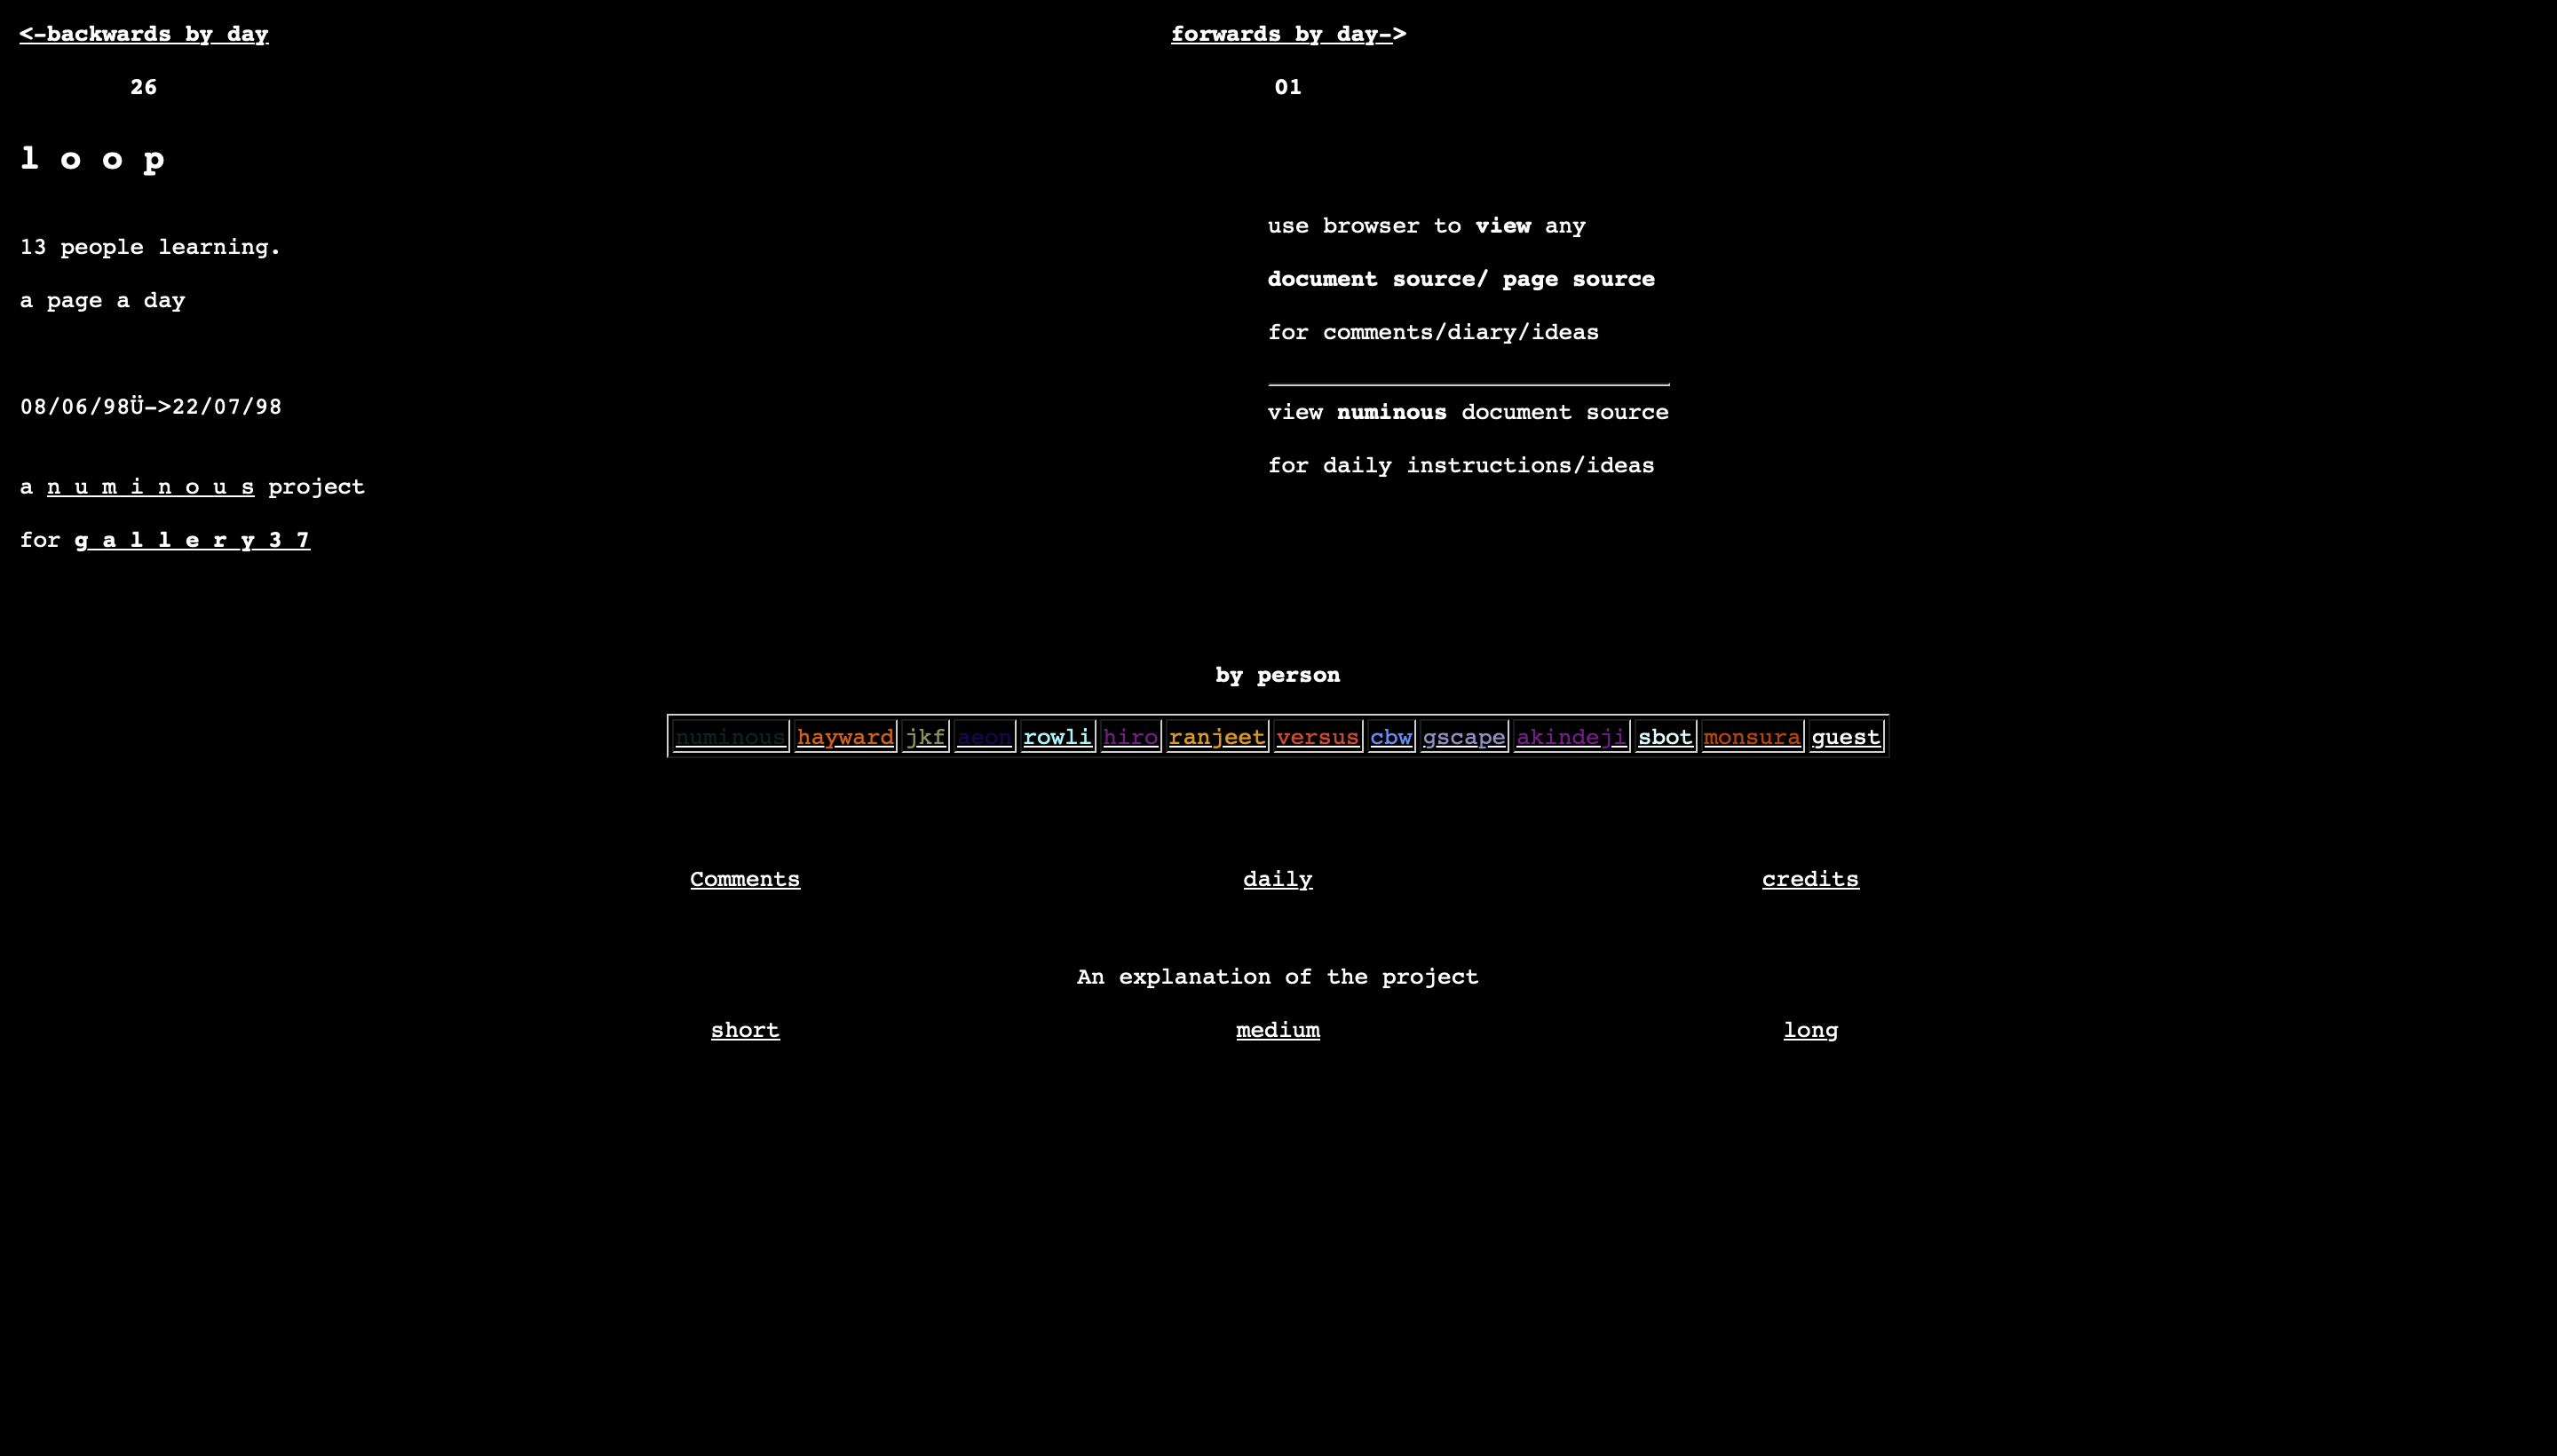 <-backwards by day
forwards by day->
26
01
l o o p
13 people learning.
a page a day
08/06/98Ü->22/07/98
a n u m i n o u s project
for g a l l e r y 3 7
use browser to view any
document source/ page source
for comments/diary/ideas
view numinous document source
for daily instructions/ideas
by person
numinous hayward jkf aeon rowli hiro ranjeet versus cbw gscape akindeji sbot monsura guest
Comments daily credits
An explanation of the project
short medium long